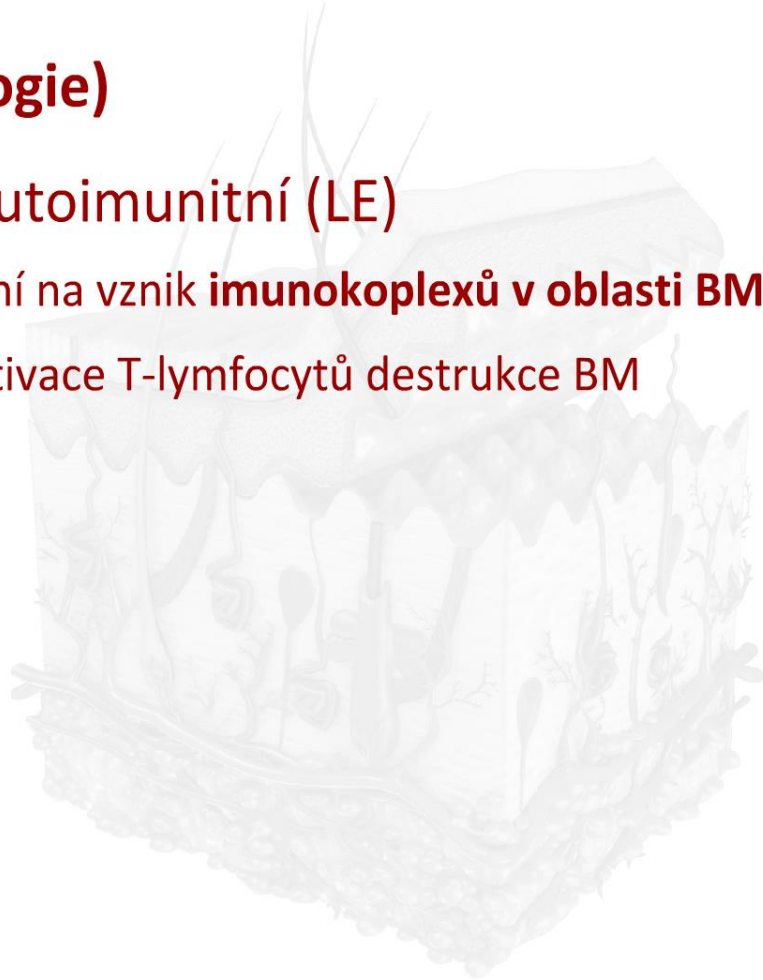 ogie)
utoimunitní (LE)
ní na vznik imunokoplexů v oblasti BM
tivace T-lymfocytů destrukce BM